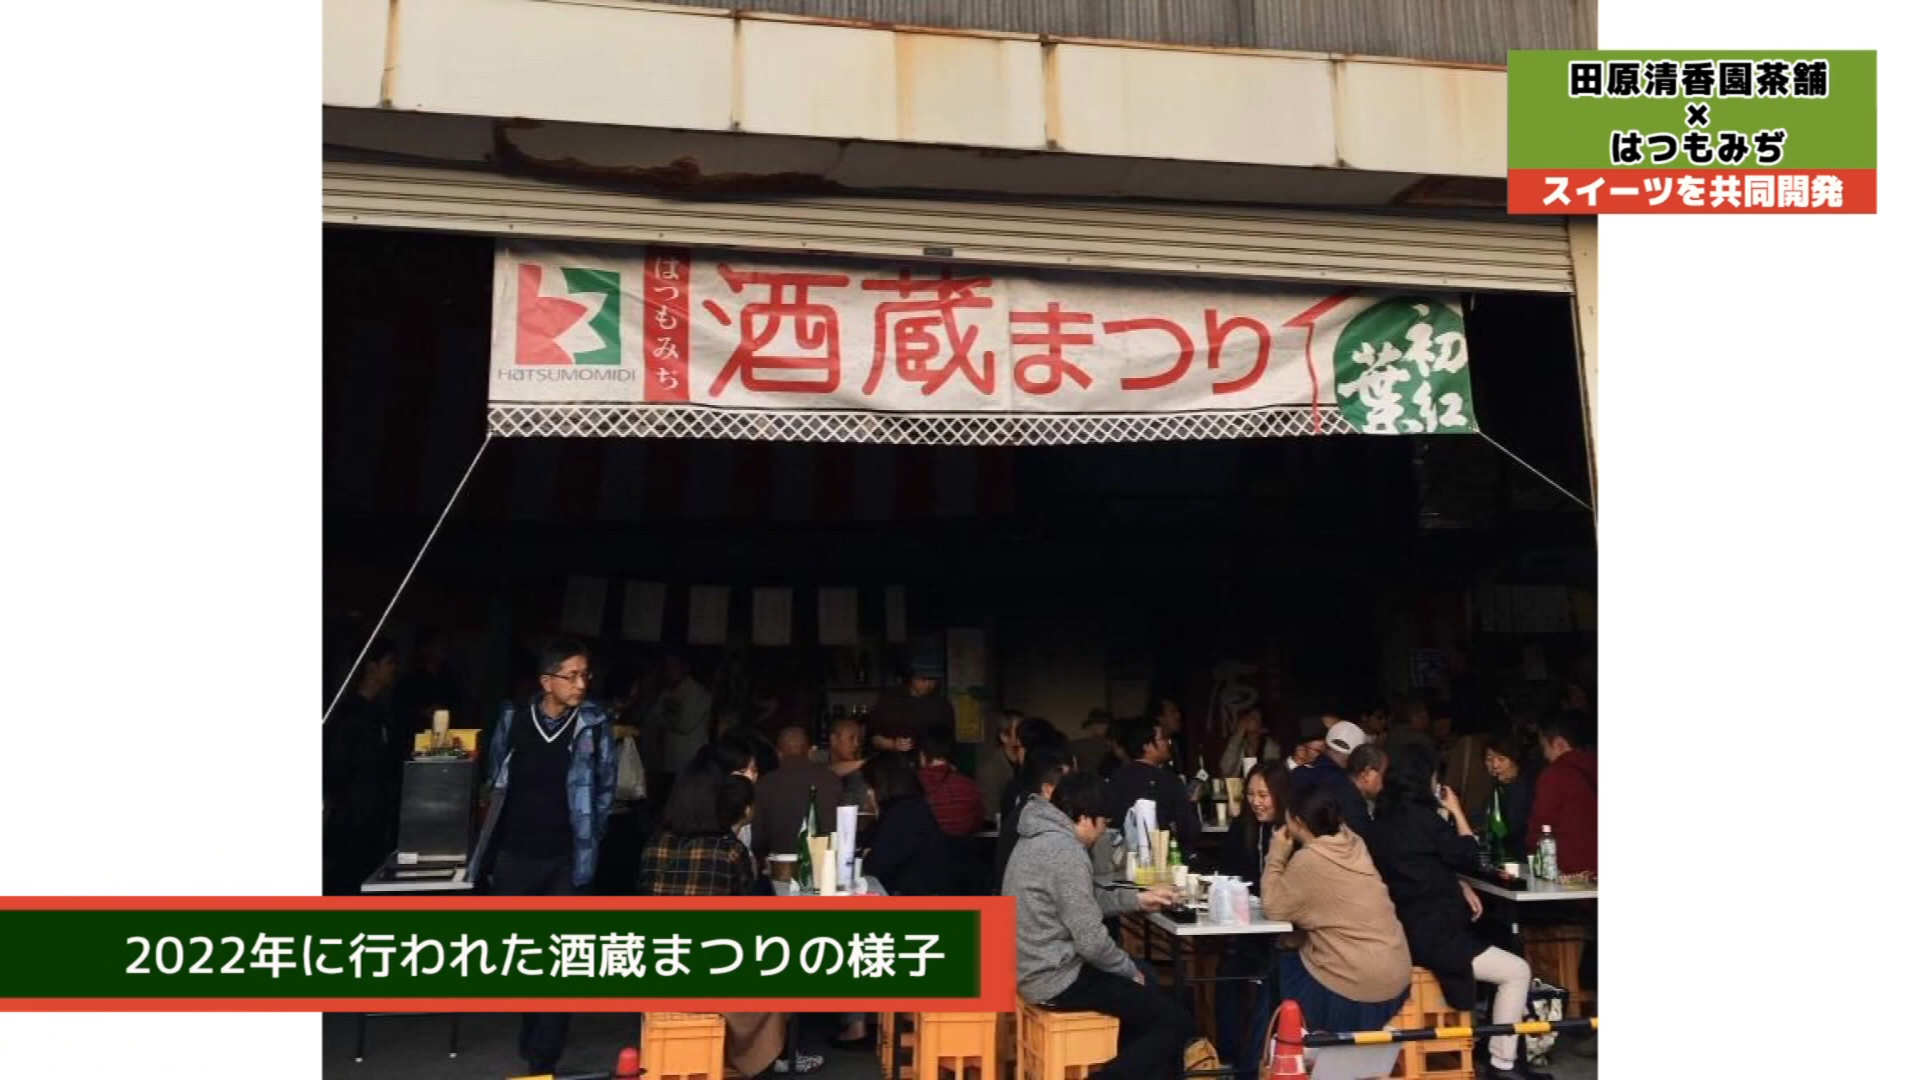 田原清香園茶舗
×
はつもみぢ
スイーツを共同開発
HaTSUMOMIDI
はつもみぢ
酒蔵まつり
初紅葉
酒
2022年に行われた酒蔵まつりの様子